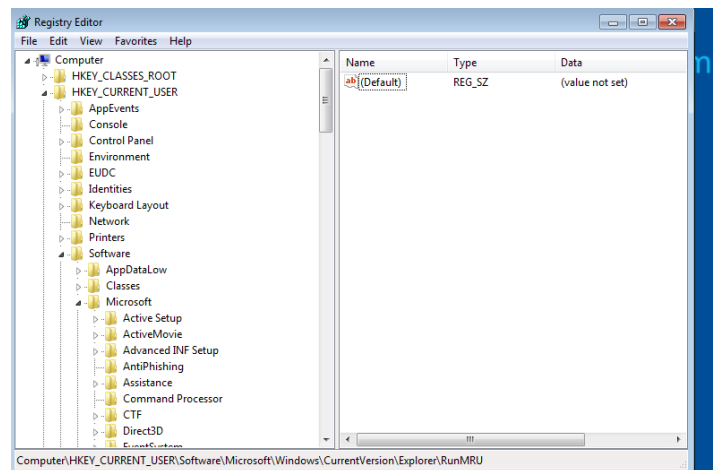 Registry Editor
File Edit View Favorites Help
Computer
HKEY_CLASSES_ROOT
HKEY_CURRENT_USER
AppEvents
Console
Control Panel
Environment
EUDC
Identities
Keyboard Layout
Network
Printers
Software
AppDataLow
Classes
Microsoft
Active Setup
ActiveMovie
Advanced INF Setup
AntiPhishing
Assistance
Command Processor
CTF
Direct3D
EventSystem
Name Type Data
ab (Default) REG_SZ (value not set)
m
Computer\HKEY_CURRENT_USER\Software\Microsoft\Windows\CurrentVersion\Explorer\RunMRU